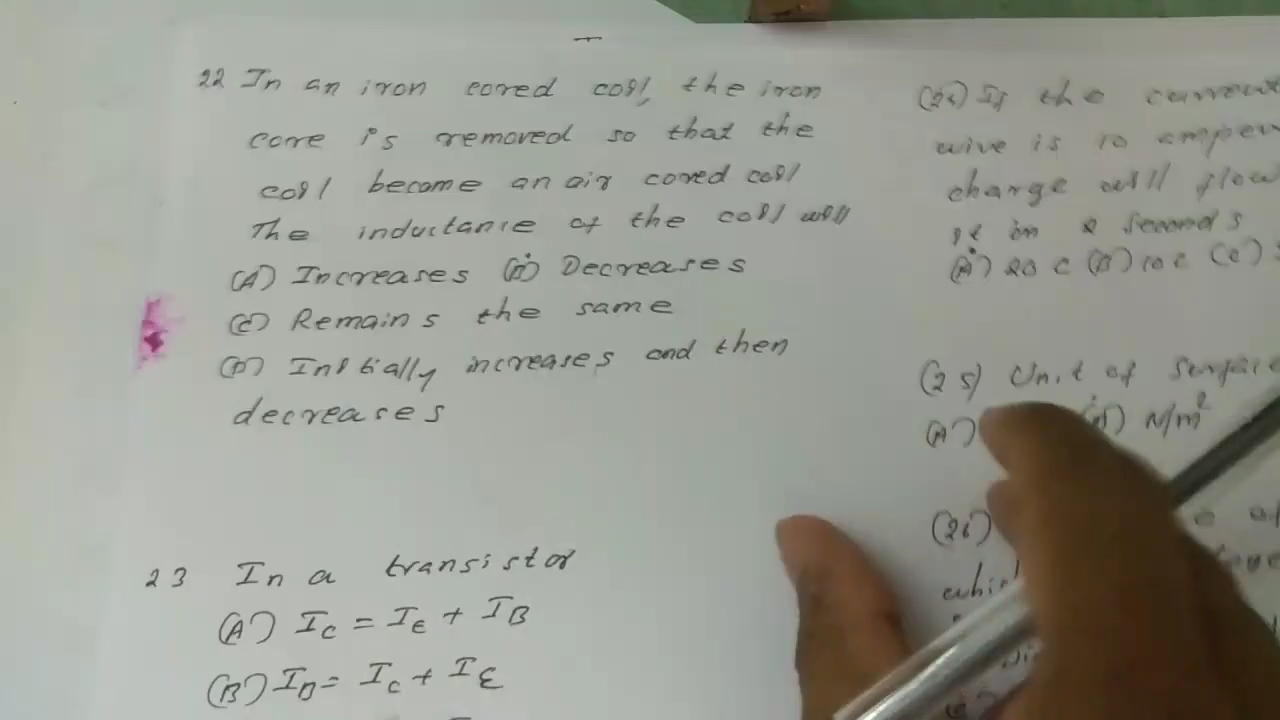 22 In an iron cored coil, the iron
core is removed so that the
coil become an air cored coil
The inductance of the coil will
(A) Increases (B) Decreases
(C) Remains the same
(D) Initially increases and then
decreases
23 In a transistor
(A) IC = IE + IB
(B) IB = IC + IE
(24) If the current
wire is 10 amper
charge will flow
it in 2 seconds
(A) 20 C (B) 10 C (C)
(25) Unit of Surface
(A) N/m²
(26) of
which